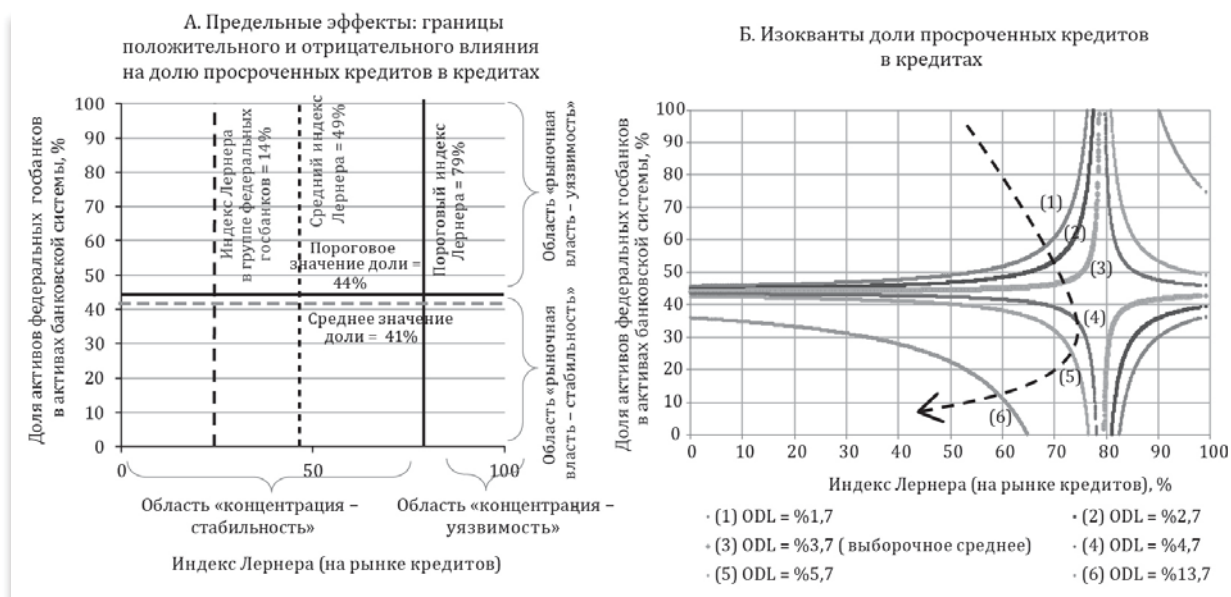 А. Предельные эффекты: границы
положительного и отрицательного влияния
на долю просроченных кредитов в кредитах
Доля активов федеральных госбанков
в активах банковской системы, %
100
90
80
70
60
50
40
30
20
10
0
0
50
100
Индекс Лернера
в группе федеральных
госбанков = 14%
Средний индекс
Лернера = 49%
Пороговый индекс
Лернера = 79%
Пороговое
значение доли =
44%
Среднее значение
доли = 41%
Область «рыночная
власть – уязвимость»
Область «рыночная
власть – стабильность»
Область «концентрация –
стабильность»
Область «концентрация –
уязвимость»
Индекс Лернера (на рынке кредитов)
Б. Изокванты доли просроченных кредитов
в кредитах
Доля активов федеральных госбанков
в активах банковской системы, %
100
90
80
70
60
50
40
30
20
10
0
(1)
(2)
(3)
(4)
(5)
(6)
0
10
20
30
40
50
60
70
80
90
100
Индекс Лернера (на рынке кредитов), %
(1) ODL = %1,7
(2) ODL = %2,7
(3) ODL = %3,7 ( выборочное среднее)
(4) ODL = %4,7
(5) ODL = %5,7
(6) ODL = %13,7